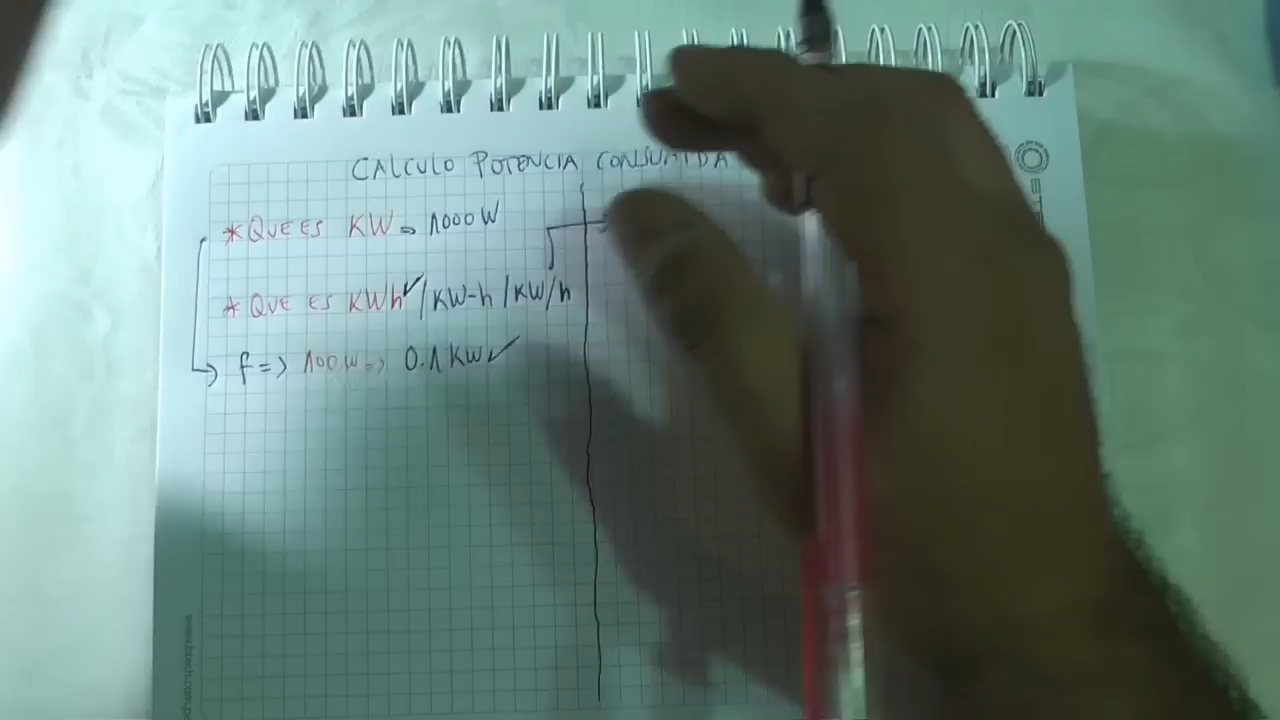 CALCULO POTENCIA CONSUMIDA
* QUE ES KW = 1000W
* QUE ES KWh✓/KW-h/KW/h
f => 100W => 0.1 KW✓